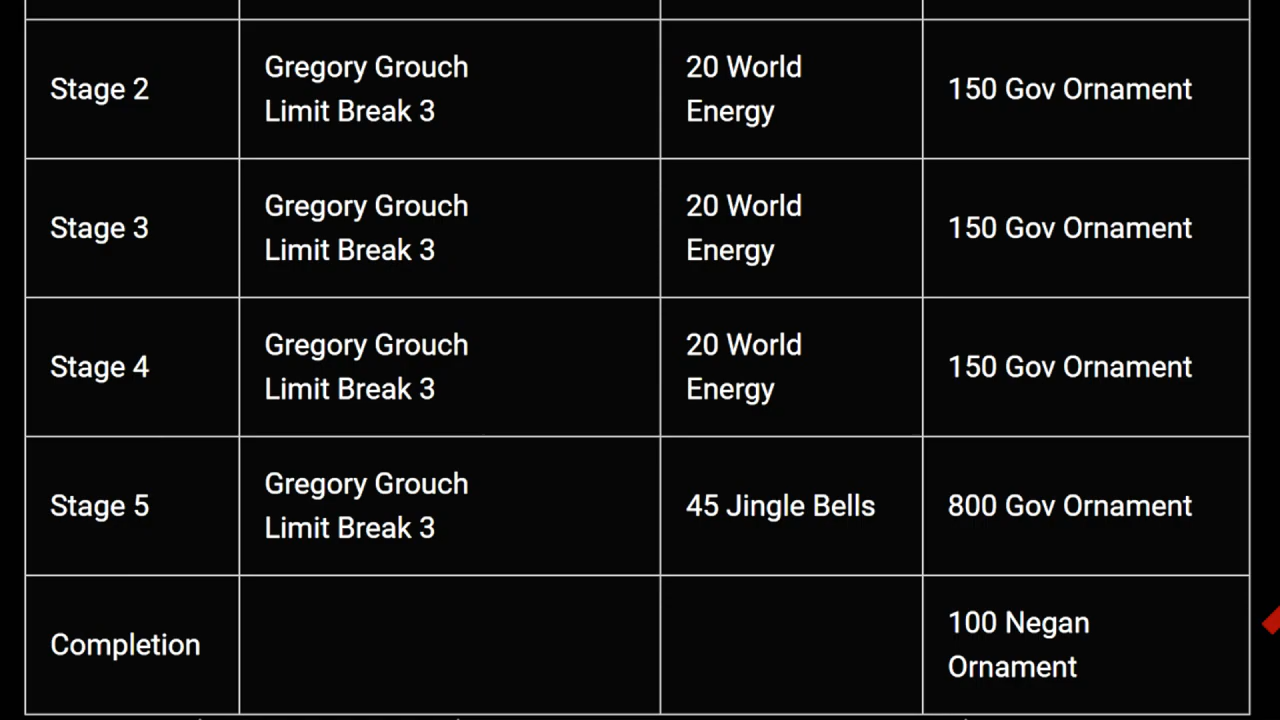 Stage 2
Gregory Grouch
Limit Break 3
20 World
Energy
150 Gov Ornament
Stage 3
Gregory Grouch
Limit Break 3
20 World
Energy
150 Gov Ornament
Stage 4
Gregory Grouch
Limit Break 3
20 World
Energy
150 Gov Ornament
Stage 5
Gregory Grouch
Limit Break 3
45 Jingle Bells
800 Gov Ornament
Completion
100 Negan
Ornament